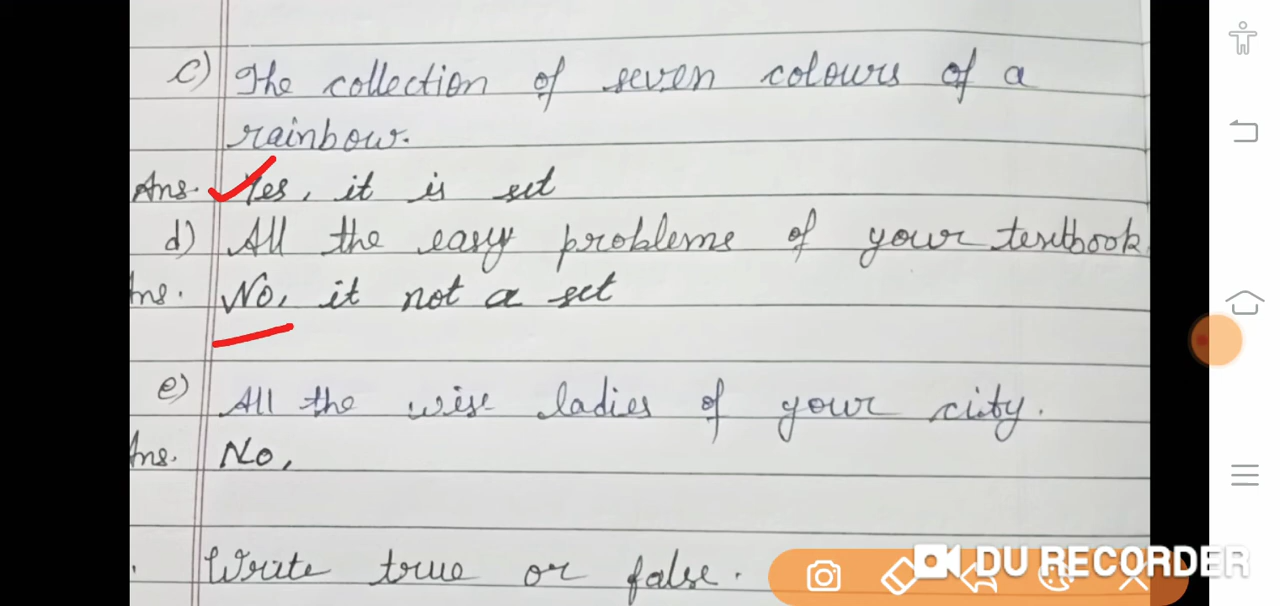 c) The collection of seven colours of a
rainbow.
Ans. Yes, it is set
d) All the easy problems of your textbook.
Ans. No, it not a set
e) All the wise ladies of your city.
Ans. No,
Write true or false.
DU RECORDER